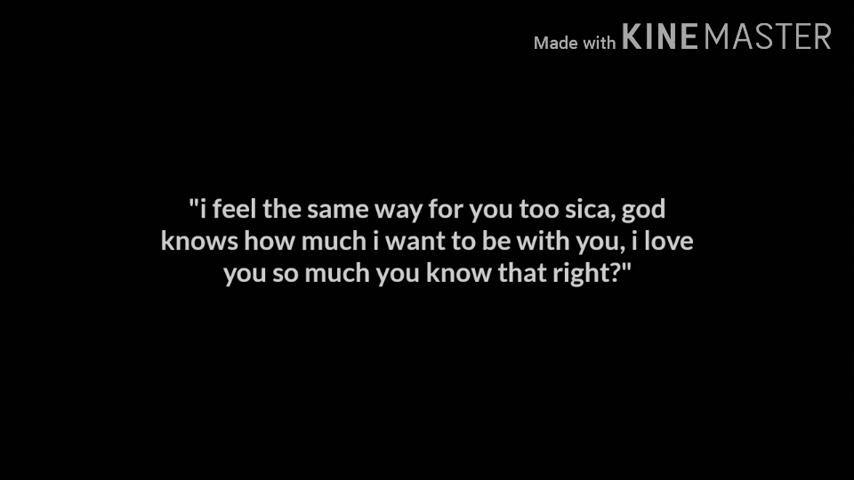 Made with KINEMASTER
"i feel the same way for you too sica, god
knows how much i want to be with you, i love
you so much you know that right?"